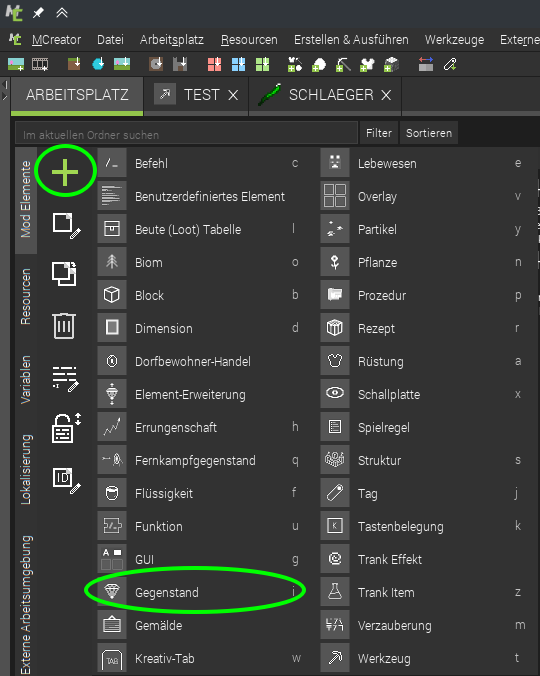 MCreator Datei Arbeitsplatz Ressourcen Erstellen & Ausführen Werkzeuge
ARBEITSPLATZ TEST SCHLAEGER
Im aktuellen Ordner suchen Filter Sortieren
Mod Elemente
Ressourcen
Variablen
Lokalisierung
Externe Arbeitsumgebung
Befehl c
Benutzerdefiniertes Element
Beute (Loot) Tabelle l
Biom o
Block b
Dimension d
Dorfbewohner-Handel
Element-Erweiterung
Errungenschaft h
Fernkampfgegenstand q
Flüssigkeit f
Funktion u
GUI g
Gegenstand i
Gemälde
Kreativ-Tab w
Lebewesen e
Overlay v
Partikel y
Pflanze n
Prozedur p
Rezept r
Rüstung a
Schallplatte x
Spielregel
Struktur s
Tag j
Tastenbelegung k
Trank Effekt
Trank Item z
Verzauberung m
Werkzeug t